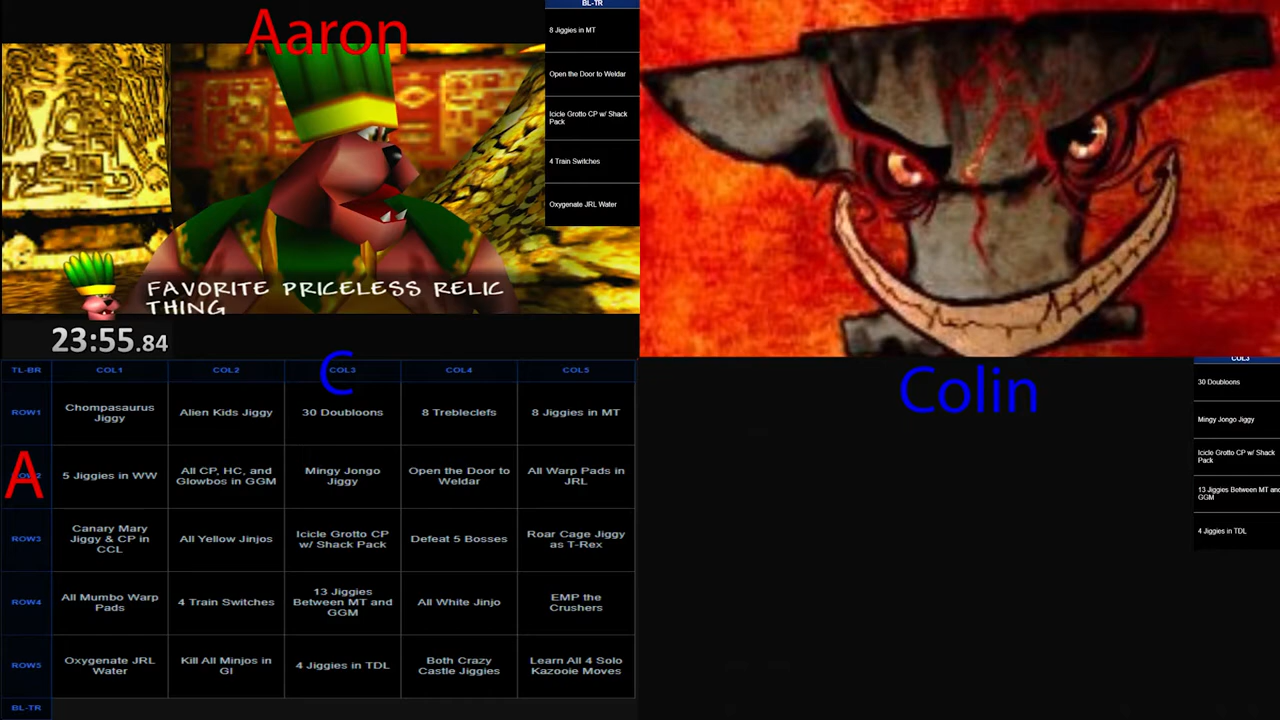 Aaron
BL-TR
8 Jiggies in MT
Open the Door to Weldar
Icicle Grotto CP w/ Shack
Pack
4 Train Switches
Oxygenate JRL Water
FAVORITE PRICELESS RELIC
THING
23:55.84
C
TL-BR COL1 COL2 COL3 COL4 COL5
ROW1
Chompasaurus
Jiggy
Alien Kids Jiggy
30 Doubloons
8 Trebleclefs
8 Jiggies in MT
A
5 Jiggies in WW
All CP, HC, and
Glowbos in GGM
Mingy Jongo
Jiggy
Open the Door to
Weldar
All Warp Pads in
JRL
ROW3
Canary Mary
Jiggy & CP in
CCL
All Yellow Jinjos
Icicle Grotto CP
w/ Shack Pack
Defeat 5 Bosses
Roar Cage Jiggy
as T-Rex
ROW4
All Mumbo Warp
Pads
4 Train Switches
13 Jiggies
Between MT and
GGM
All White Jinjo
EMP the
Crushers
ROW5
Oxygenate JRL
Water
Kill All Minjos in
GI
4 Jiggies in TDL
Both Crazy
Castle Jiggies
Learn All 4 Solo
Kazooie Moves
BL-TR
Colin
COL3
30 Doubloons
Mingy Jongo Jiggy
Icicle Grotto CP w/ Shack
Pack
13 Jiggies Between MT and
GGM
4 Jiggies in TDL